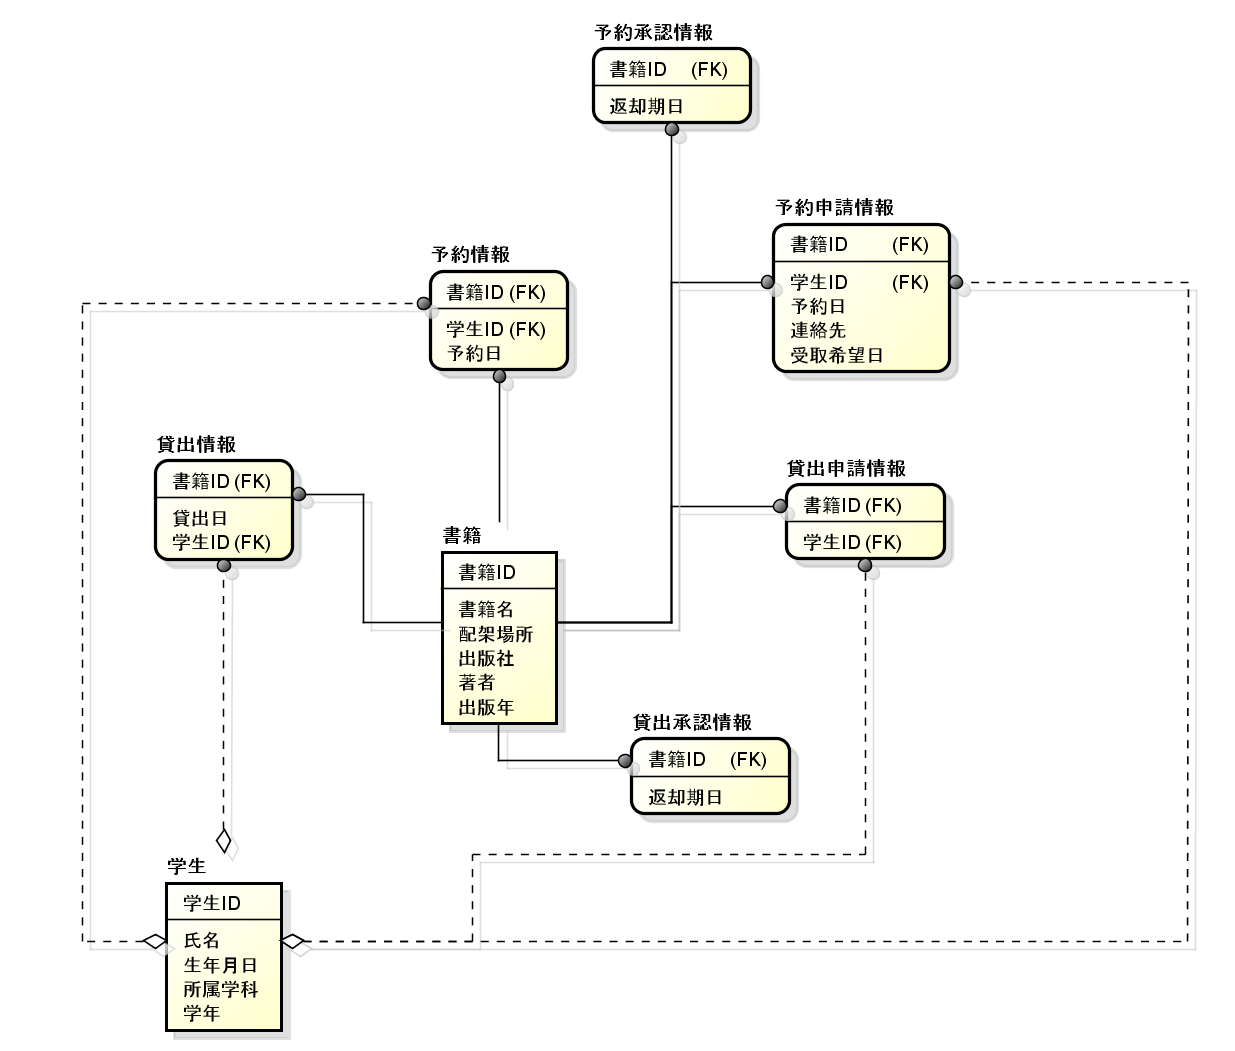 予約承認情報
書籍ID (FK)
返却期日
予約申請情報
書籍ID (FK)
学生ID (FK)
予約日
連絡先
受取希望日
予約情報
書籍ID (FK)
学生ID (FK)
予約日
貸出情報
書籍ID (FK)
貸出日
学生ID (FK)
貸出申請情報
書籍ID (FK)
学生ID (FK)
書籍
書籍ID
書籍名
配架場所
出版社
著者
出版年
貸出承認情報
書籍ID (FK)
返却期日
学生
学生ID
氏名
生年月日
所属学科
学年